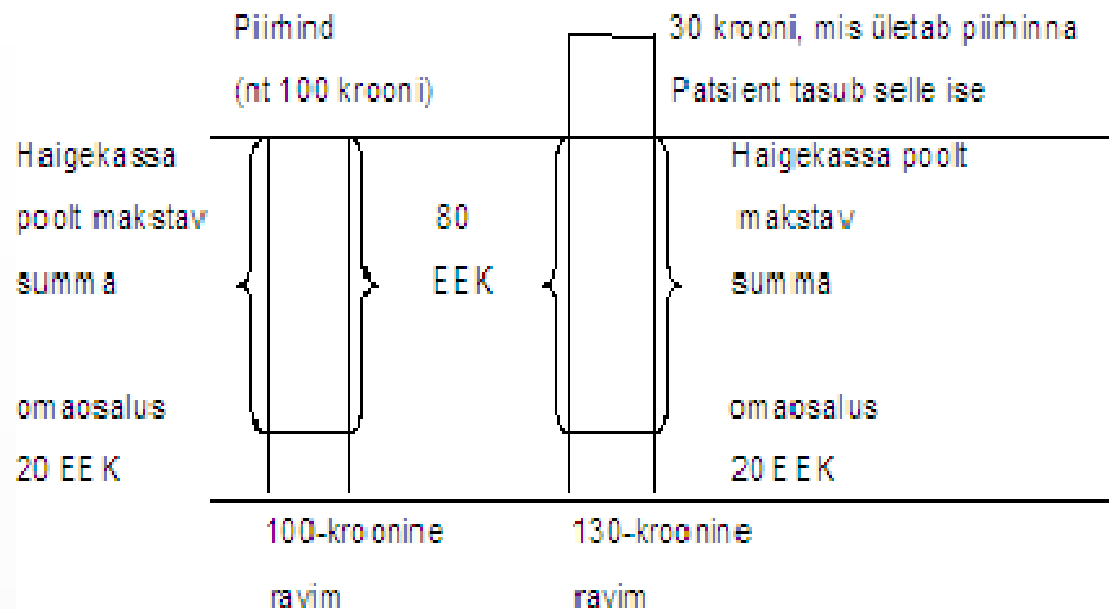 Piirhind
(nt 100 krooni)
30 krooni, mis ületab piirhinna
Patsient tasub selle ise
Haigekassa
poolt makstav
summa
80
EEK
Haigekassa poolt
makstav
summa
omaosalus
20 EEK
omaosalus
20 EEK
100-kroonine
ravim
130-kroonine
ravim